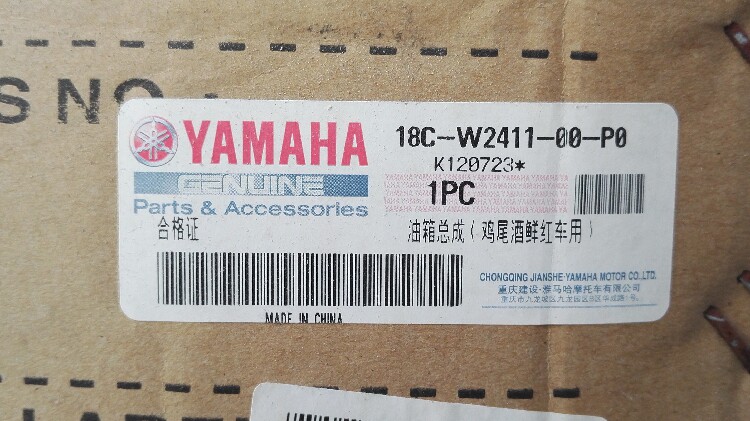 S NO.
YAMAHA
GENUINE
Parts & Accessories
合格证
18C-W2411-00-P0
K120723*
1PC
油箱总成(鸡尾酒鲜红车用)
CHONGQING JIANSHE·YAMAHA MOTOR CO.,LTD.
重庆建设·雅马哈摩托车有限公司
MADE IN CHINA